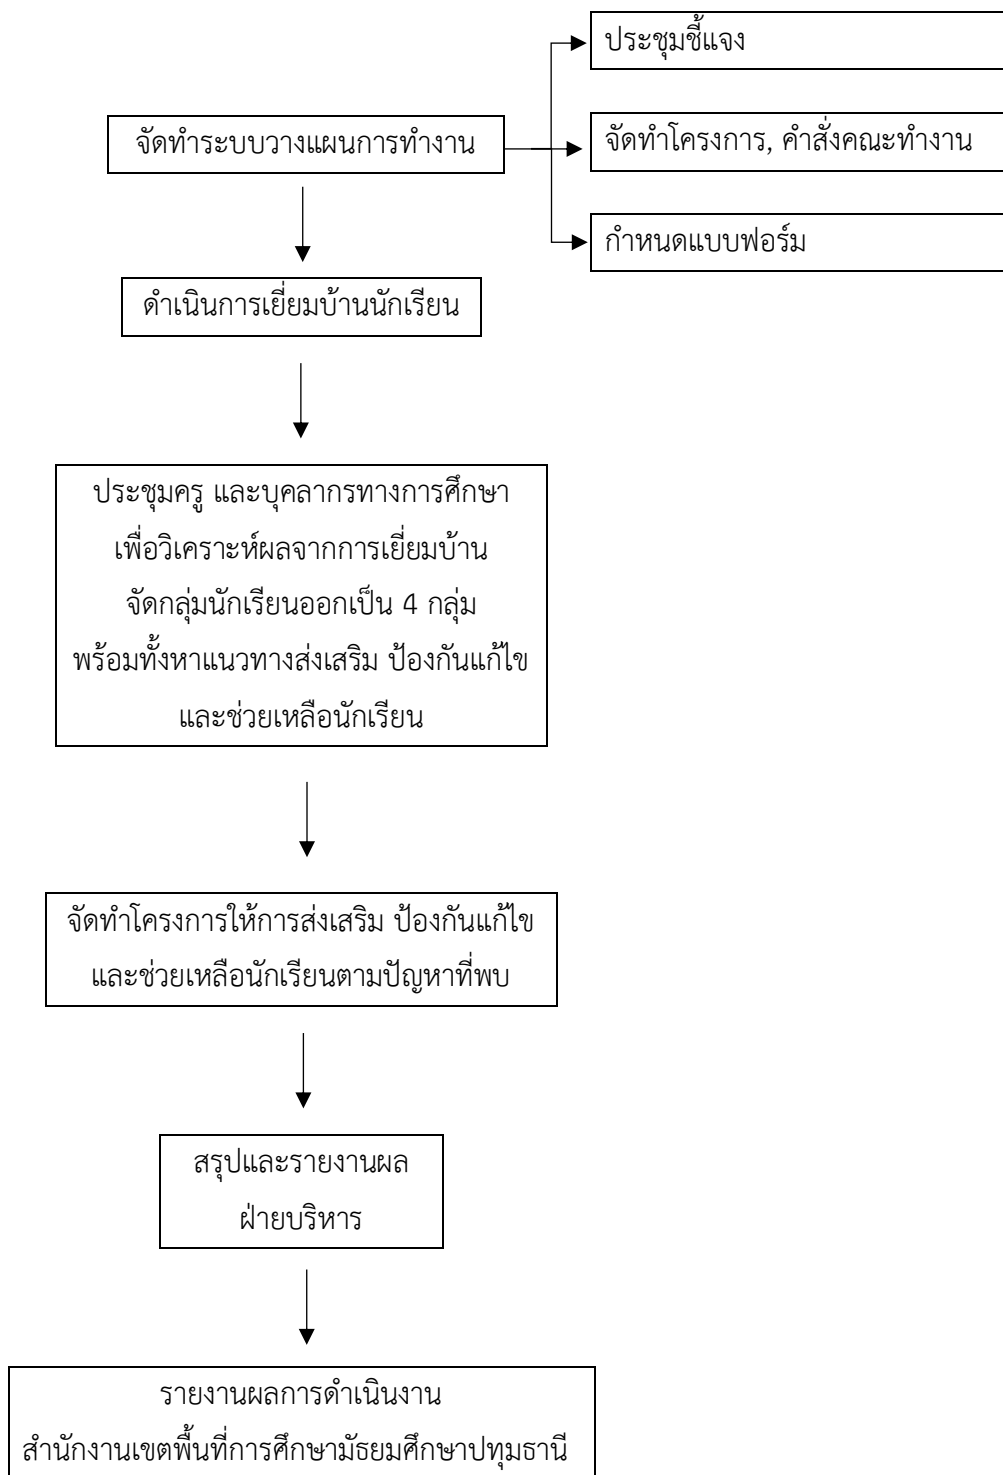 ประชุมชี้แจง
จัดทำระบบวางแผนการทำงาน
จัดทำโครงการ, คำสั่งคณะทำงาน
กำหนดแบบฟอร์ม
ดำเนินการเยี่ยมบ้านนักเรียน
ประชุมครู และบุคลากรทางการศึกษา
เพื่อวิเคราะห์ผลจากการเยี่ยมบ้าน
จัดกลุ่มนักเรียนออกเป็น 4 กลุ่ม
พร้อมทั้งหาแนวทางส่งเสริม ป้องกันแก้ไข
และช่วยเหลือนักเรียน
จัดทำโครงการให้การส่งเสริม ป้องกันแก้ไข
และช่วยเหลือนักเรียนตามปัญหาที่พบ
สรุปและรายงานผล
ฝ่ายบริหาร
รายงานผลการดำเนินงาน
สำนักงานเขตพื้นที่การศึกษามัธยมศึกษาปทุมธานี